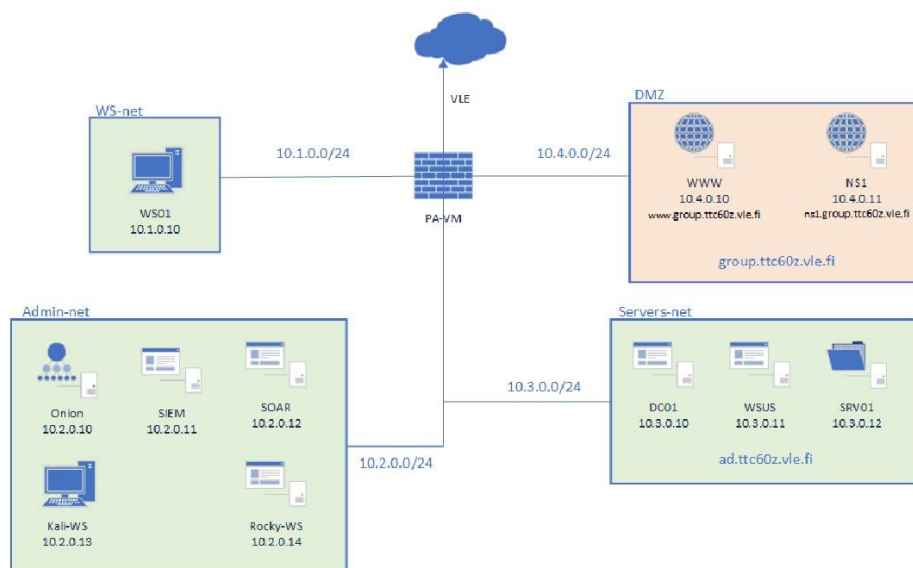 VLE
WS-net
10.1.0.0/24
WS01
10.1.0.10
PA-VM
10.4.0.0/24
DMZ
WWW
10.4.0.10
www.group.ttc60z.vle.fi
NS1
10.4.0.11
ns1.group.ttc60z.vle.fi
group.ttc60z.vle.fi
Admin-net
Onion
10.2.0.10
SIEM
10.2.0.11
SOAR
10.2.0.12
Kali-WS
10.2.0.13
Rocky-WS
10.2.0.14
10.2.0.0/24
10.3.0.0/24
Servers-net
DC01
10.3.0.10
WSUS
10.3.0.11
SRV01
10.3.0.12
ad.ttc60z.vle.fi